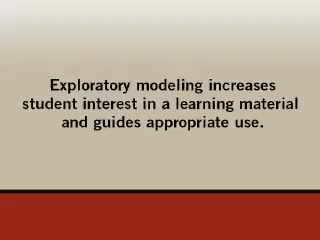 Exploratory modeling increases
student interest in a learning material
and guides appropriate use.